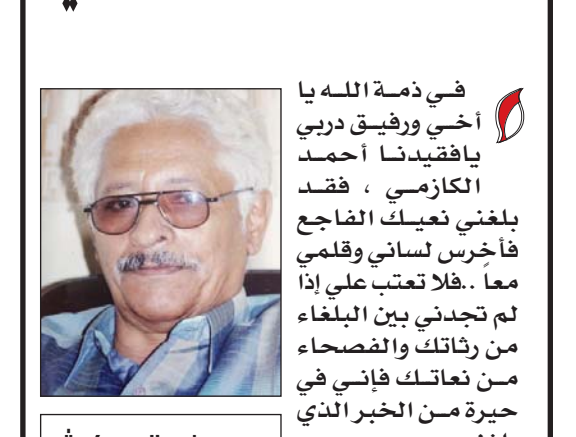 في ذمة الله يا
أخي ورفيق دربي
يافقيدنا أحمد
الكازمي ، فقد
بلغني نعيك الفاجع
فأخرس لساني وقلمي
معاً ..فلا تعتب علي إذا
لم تجدني بين البلغاء
من رثاتك والفصحاء
من نعاتك فإني في
حيرة من الخبر الذي